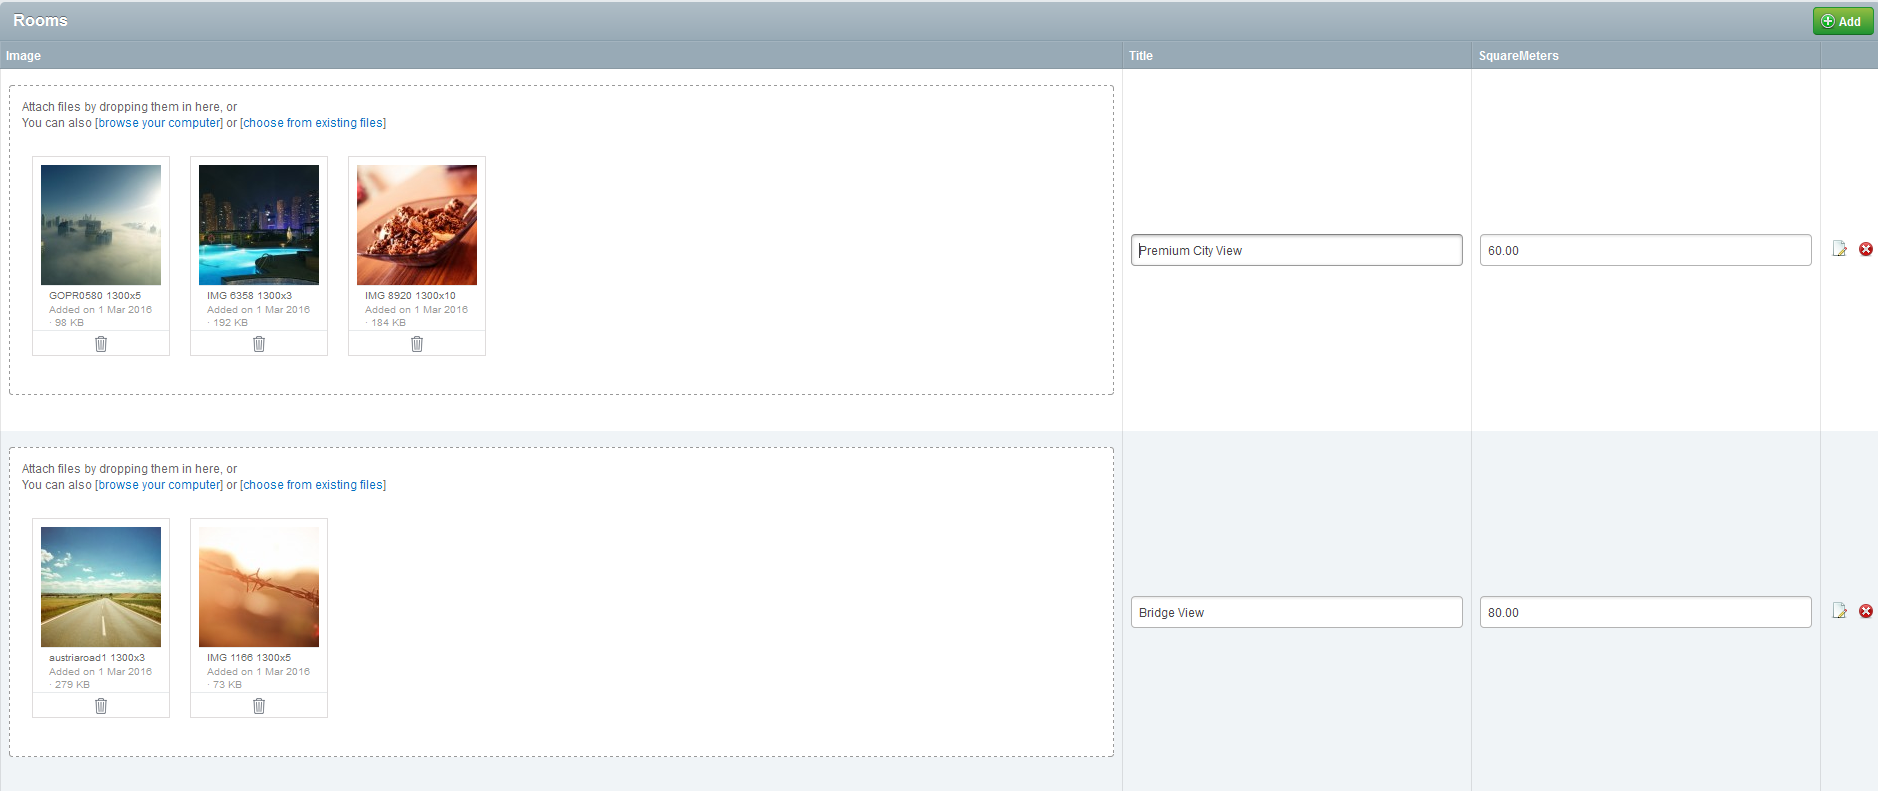 Rooms
Add
Image
Title
SquareMeters
Attach files by dropping them in here, or
You can also [browse your computer] or [choose from existing files]
GOPR0580 1300x5
Added on 1 Mar 2016
· 98 KB
IMG 6358 1300x3
Added on 1 Mar 2016
· 192 KB
IMG 8920 1300x10
Added on 1 Mar 2016
· 184 KB
Premium City View
60.00
Attach files by dropping them in here, or
You can also [browse your computer] or [choose from existing files]
austriaroad1 1300x3
Added on 1 Mar 2016
· 279 KB
IMG 1166 1300x5
Added on 1 Mar 2016
· 73 KB
Bridge View
80.00